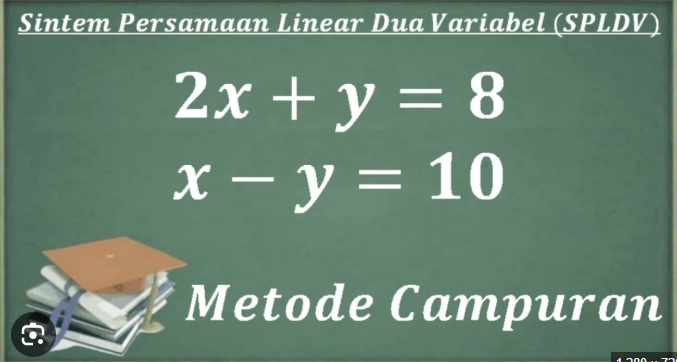 Sintem Persamaan Linear Dua Variabel (SPLDV)
2x + y = 8
x − y = 10
Metode Campuran